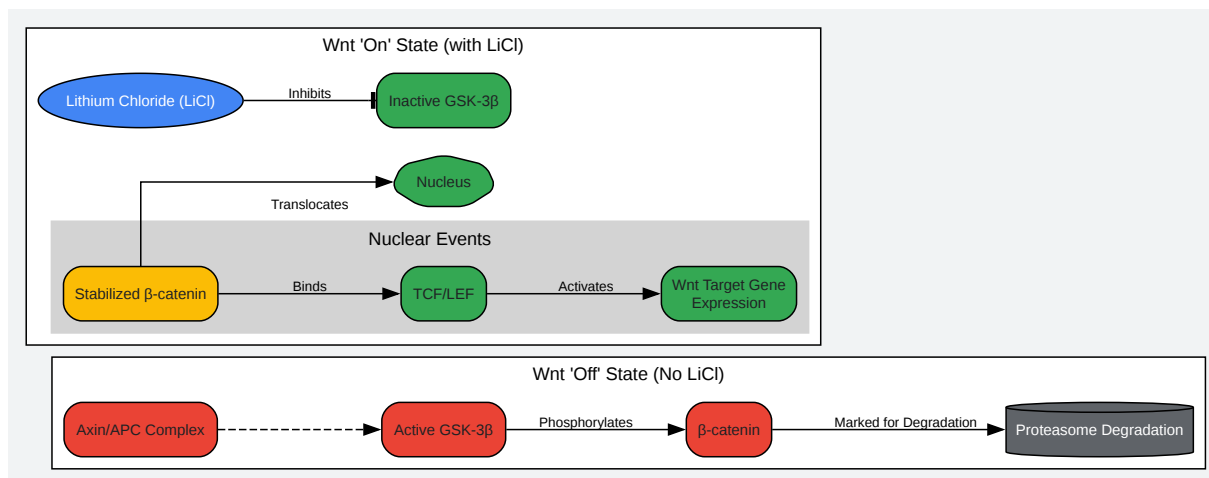 Wnt 'On' State (with LiCl)
Lithium Chloride (LiCl)
Inhibits
Inactive GSK-3β
Nucleus
Translocates
Nuclear Events
Stabilized β-catenin
Binds
TCF/LEF
Activates
Wnt Target Gene
Expression
Wnt 'Off' State (No LiCl)
Axin/APC Complex
Active GSK-3β
Phosphorylates
β-catenin
Marked for Degradation
Proteasome Degradation